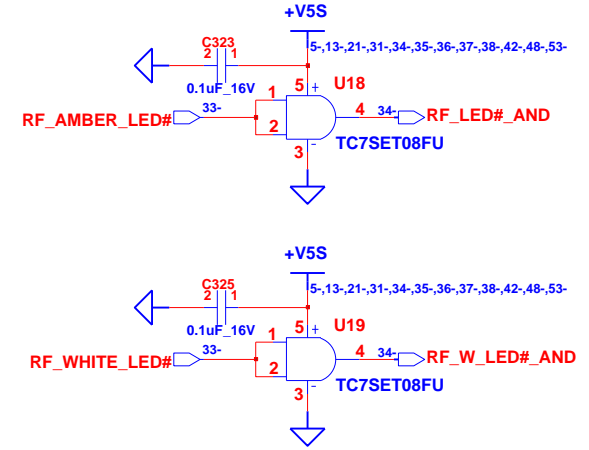 +V5S
5-,13-,21-,31-,34-,35-,36-,37-,38-,42-,48-,53-
C323
2 1
0.1uF_16V
U18
5 +
1
33-
RF_AMBER_LED#
4
34-
RF_LED#_AND
2
TC7SET08FU
3 -
+V5S
5-,13-,21-,31-,34-,35-,36-,37-,38-,42-,48-,53-
C325
2 1
0.1uF_16V
U19
5 +
1
33-
RF_WHITE_LED#
4
34-
RF_W_LED#_AND
2
TC7SET08FU
3 -